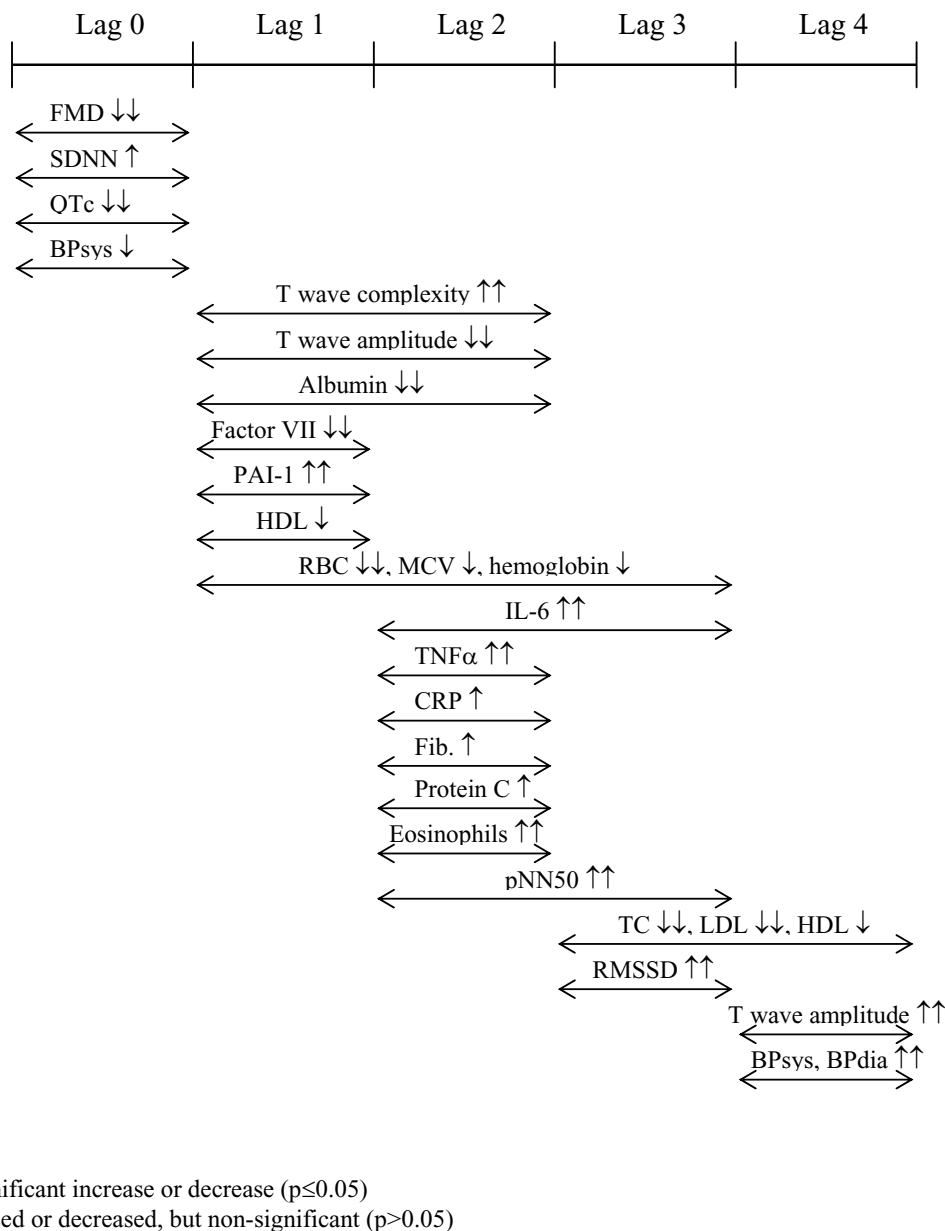 Lag 0 Lag 1 Lag 2 Lag 3 Lag 4
FMD ↓↓
SDNN ↑
QTc ↓↓
BPsys ↓
T wave complexity ↑↑
T wave amplitude ↓↓
Albumin ↓↓
Factor VII ↓↓
PAI-1 ↑↑
HDL ↓
RBC ↓↓, MCV ↓, hemoglobin ↓
IL-6 ↑↑
TNFα ↑↑
CRP ↑
Fib. ↑
Protein C ↑
Eosinophils ↑↑
pNN50 ↑↑
TC ↓↓, LDL ↓↓, HDL ↓
RMSSD ↑↑
T wave amplitude ↑↑
BPsys, BPdia ↑↑
nificant increase or decrease (p≤0.05)
sed or decreased, but non-significant (p>0.05)